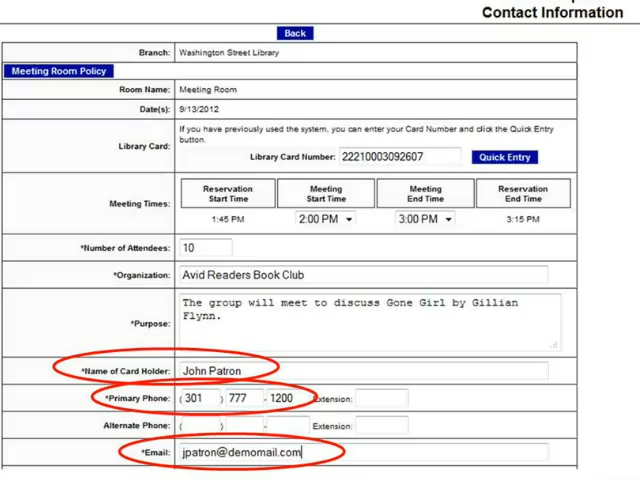 Contact Information
Back
Branch: Washington Street Library
Meeting Room Policy
Room Name: Meeting Room
Date(s): 9/13/2012
If you have previously used the system, you can enter your Card Number and click the Quick Entry
button.
Library Card:
Library Card Number: 22210003092607 Quick Entry
Reservation Start Time Meeting Start Time Meeting End Time Reservation End Time
Meeting Times:
1:45 PM 2:00 PM 3:00 PM 3:15 PM
*Number of Attendees: 10
*Organization: Avid Readers Book Club
The group will meet to discuss Gone Girl by Gillian
Flynn.
*Purpose:
*Name of Card Holder: John Patron
*Primary Phone: (301) 777 - 1200 Extension:
Alternate Phone: ( ) - Extension:
*Email: jpatron@demomail.com